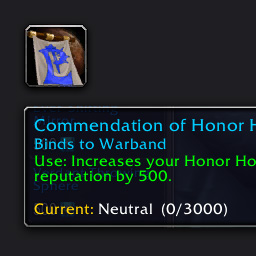 Commendation of Honor H
Binds to Warband
Use: Increases your Honor Ho
reputation by 500.
Current: Neutral (0/3000)